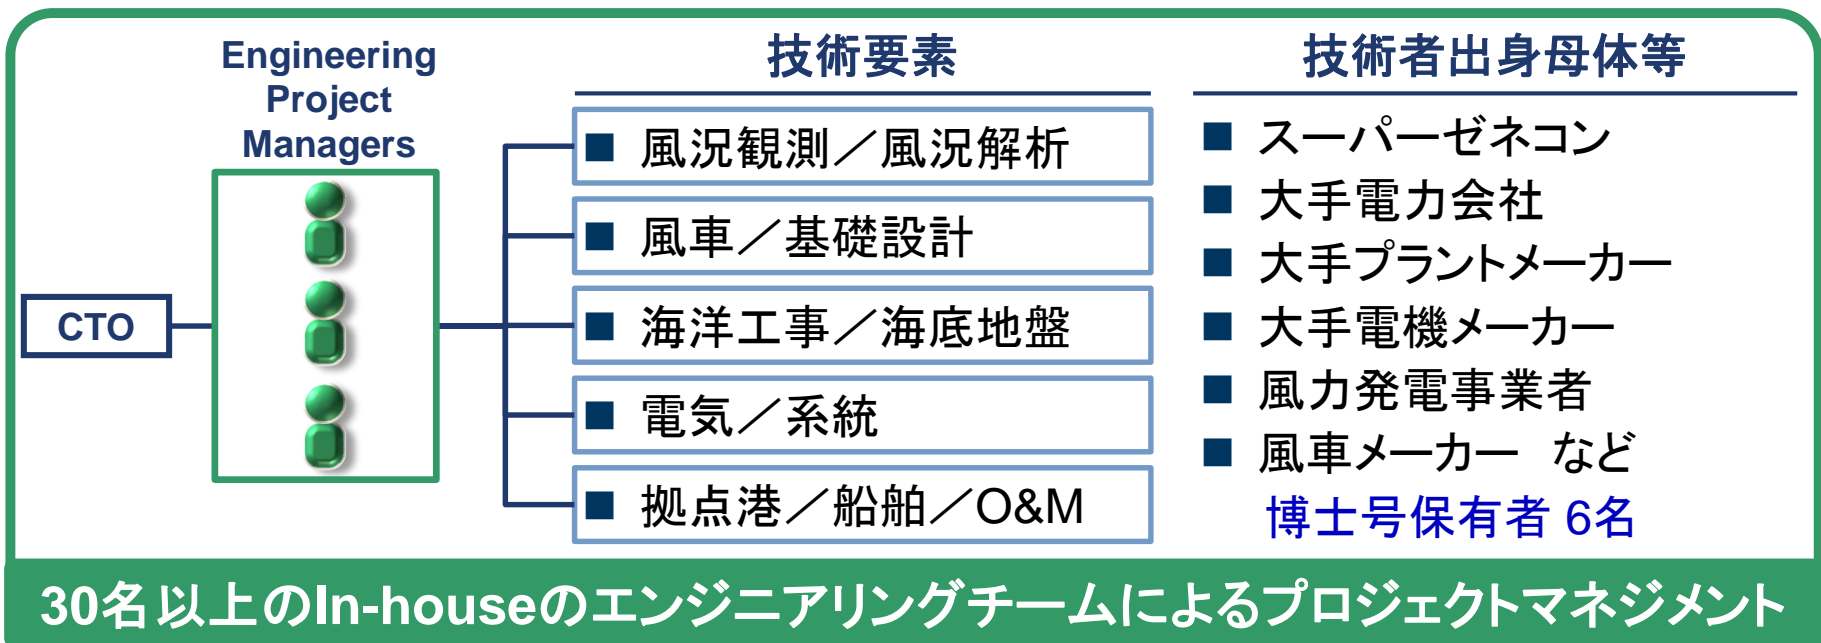 Engineering
Project
Managers
CTO
技術要素
■ 風況観測／風況解析
■ 風車／基礎設計
■ 海洋工事／海底地盤
■ 電気／系統
■ 拠点港／船舶／O&M
技術者出身母体等
■ スーパーゼネコン
■ 大手電力会社
■ 大手プラントメーカー
■ 大手電機メーカー
■ 風力発電事業者
■ 風車メーカー　など
博士号保有者 6名
30名以上のIn-houseのエンジニアリングチームによるプロジェクトマネジメント